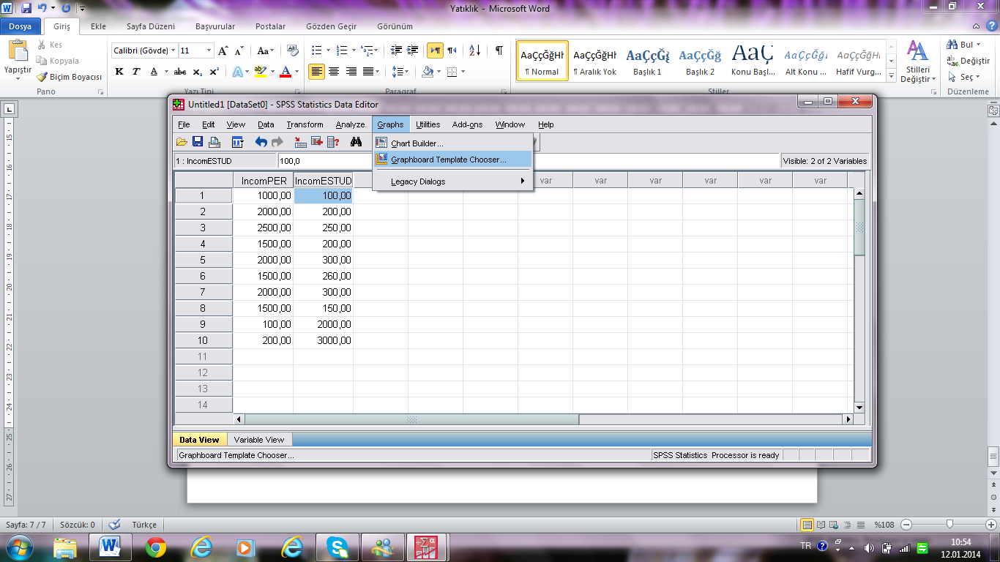 Yatıklık - Microsoft Word
Dosya Giriş Ekle Sayfa Düzeni Başvurular Postalar Gözden Geçir Görünüm
Yapıştır
Kes
Kopyala
Biçim Boyacısı
Pano
Calibri (Gövde) 11
Yazı Tipi
Paragraf
AaÇçĞğHł AaÇçĞğHł AaÇçĞğ AaÇçĞğ AaÇç AaÇçĞğH AaÇçĞğHı
¶ Normal ¶ Aralık Yok Başlık 1 Başlık 2 Konu Başl... Alt Konu ... Hafif Vurg...
Stiller
Stilleri Değiştir
Bul
Değiştir
Seç
Düzenleme
Untitled1 [DataSet0] - SPSS Statistics Data Editor
File Edit View Data Transform Analyze Graphs Utilities Add-ons Window Help
Chart Builder...
Graphboard Template Chooser...
Legacy Dialogs
1 : IncomESTUD 100,0 Visible: 2 of 2 Variables
IncomPER IncomESTUD var var var var var var
1 1000,00 100,00
2 2000,00 200,00
3 2500,00 250,00
4 1500,00 200,00
5 2000,00 300,00
6 1500,00 260,00
7 2000,00 300,00
8 1500,00 150,00
9 100,00 2000,00
10 200,00 3000,00
11
12
13
14
Data View Variable View
Graphboard Template Chooser... SPSS Statistics Processor is ready
Sayfa: 7 / 7 Sözcük: 0 Türkçe %108
TR 10:54
12.01.2014